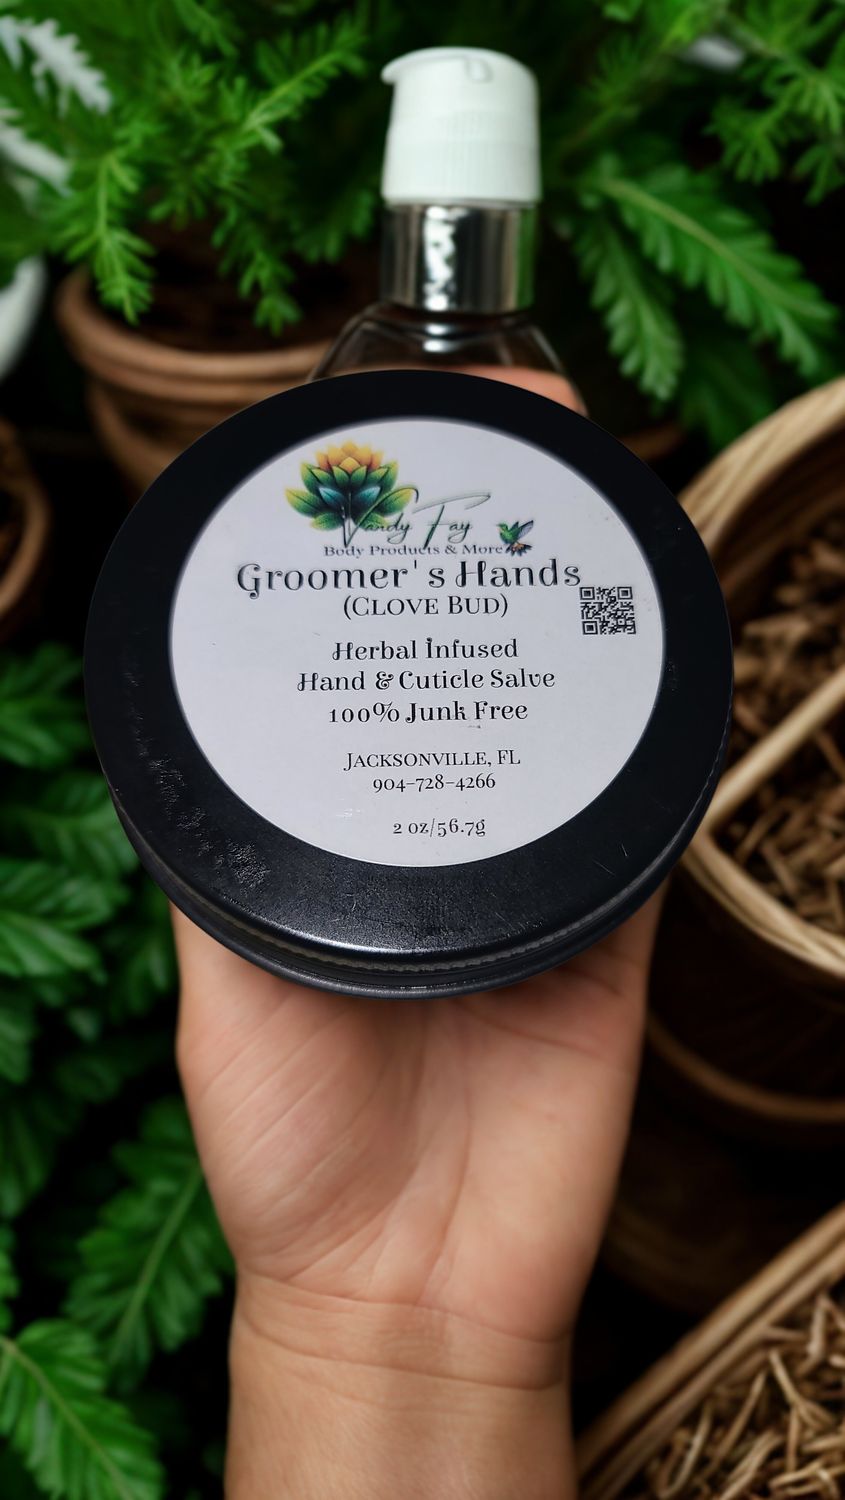 Vandy Fay
Body Products & More
Groomer's Hands
(Clove Bud)
Herbal Infused
Hand & Cuticle Salve
100% Junk Free
Jacksonville, FL
904-728-4266
2 oz/56.7g